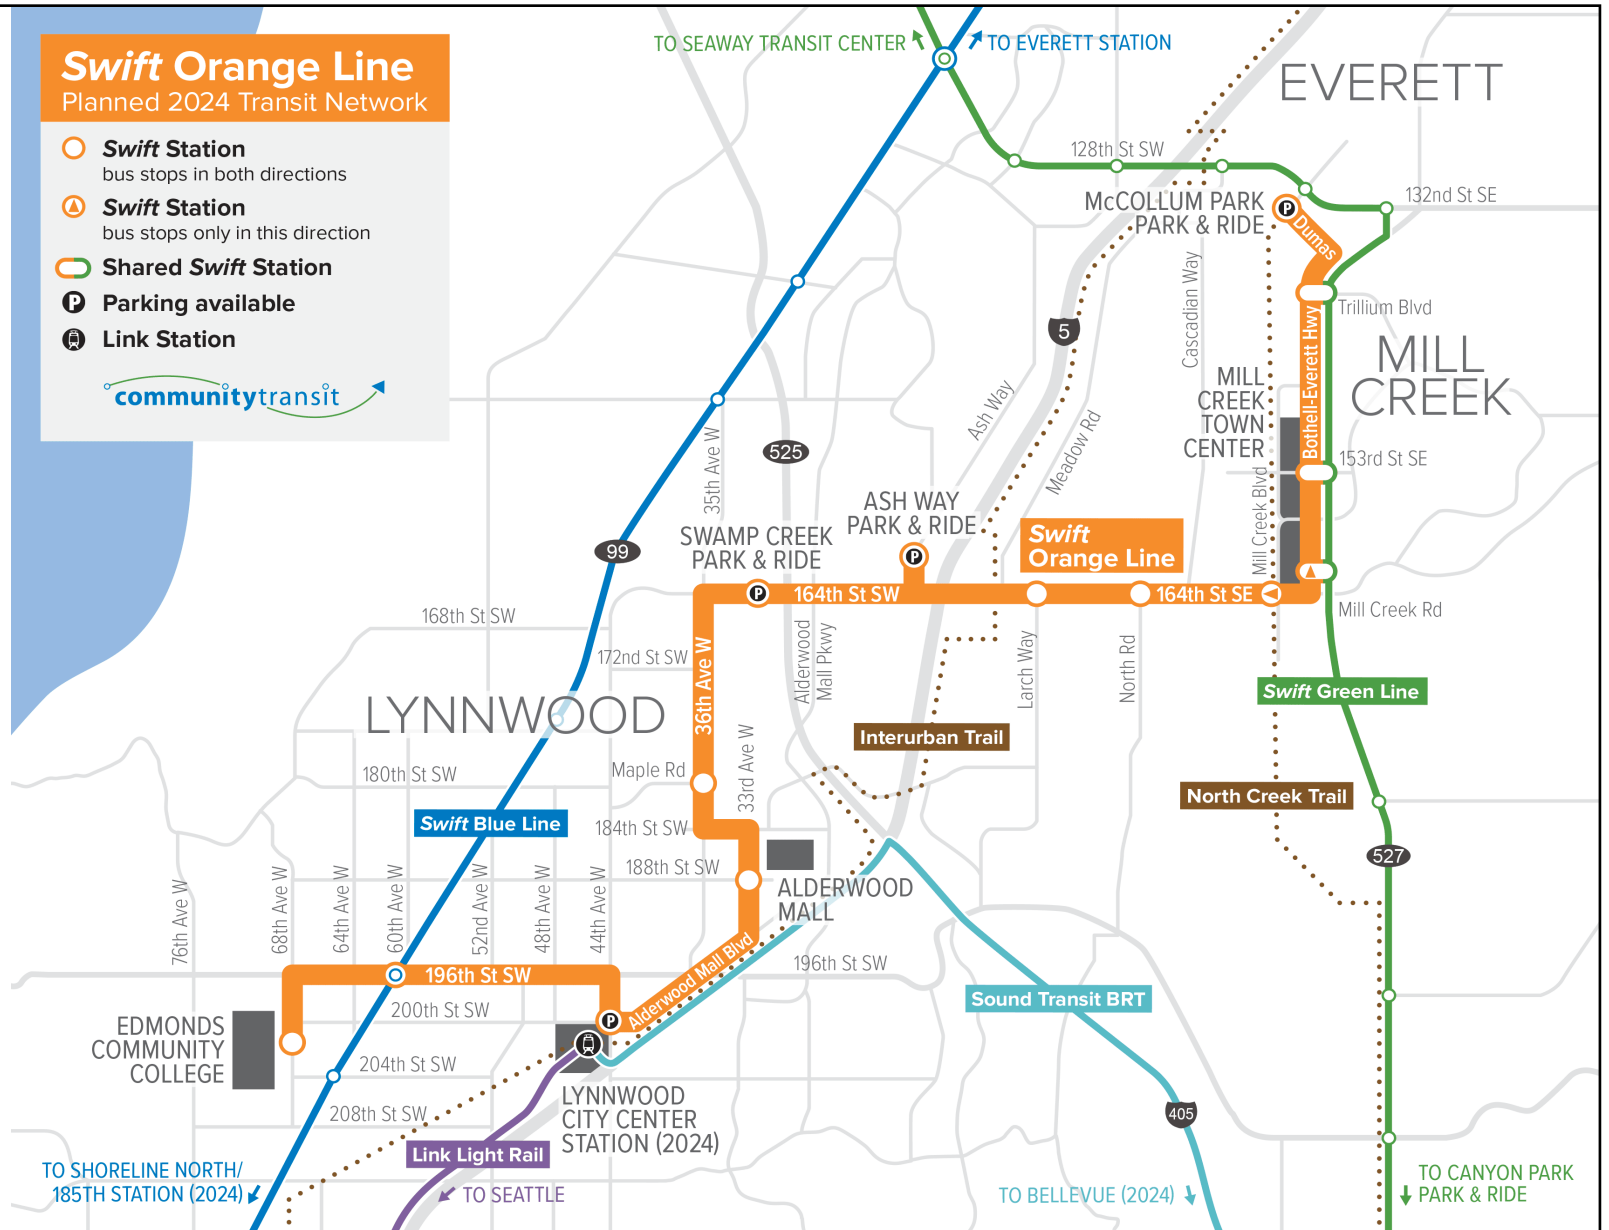 Swift Orange Line
Planned 2024 Transit Network
Swift Station
bus stops in both directions
Swift Station
bus stops only in this direction
Shared Swift Station
P
Parking available
Link Station
communitytransit
TO SEAWAY TRANSIT CENTER
TO EVERETT STATION
EVERETT
128th St SW
132nd St SE
McCOLLUM PARK
PARK & RIDE
P
Dumas
Trillium Blvd
Cascadian Way
5
Bothell-Everett Hwy
MILL
CREEK
MILL
CREEK
TOWN
CENTER
Ash Way
Meadow Rd
35th Ave W
525
153rd St SE
Mill Creek Blvd
99
SWAMP CREEK
PARK & RIDE
ASH WAY
PARK & RIDE
P
Swift
Orange Line
P
164th St SW
164th St SE
Mill Creek Rd
168th St SW
172nd St SW
36th Ave W
Alderwood
Mall Pkwy
Larch Way
North Rd
Swift Green Line
LYNNWOOD
Interurban Trail
33rd Ave W
Maple Rd
180th St SW
North Creek Trail
Swift Blue Line
184th St SW
188th St SW
527
ALDERWOOD
MALL
76th Ave W
68th Ave W
64th Ave W
60th Ave W
52nd Ave W
48th Ave W
44th Ave W
196th St SW
Alderwood Mall Blvd
196th St SW
200th St SW
P
Sound Transit BRT
EDMONDS
COMMUNITY
COLLEGE
204th St SW
208th St SW
LYNNWOOD
CITY CENTER
STATION (2024)
405
Link Light Rail
TO SHORELINE NORTH/
185TH STATION (2024)
TO SEATTLE
TO BELLEVUE (2024)
TO CANYON PARK
PARK & RIDE